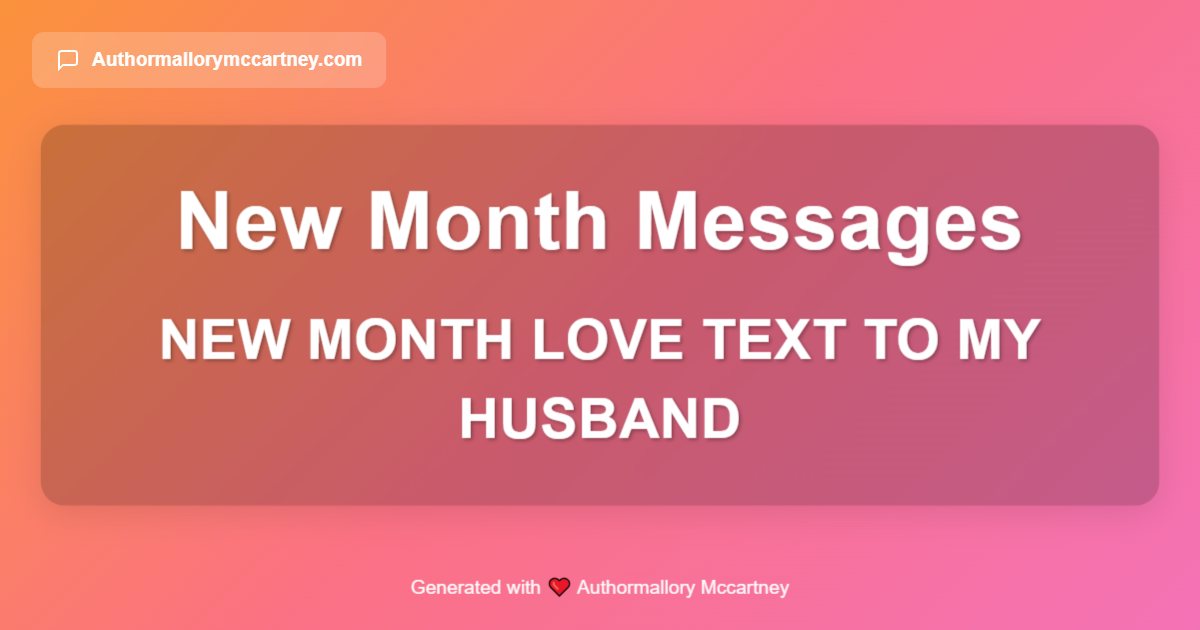 Authormallorymccartney.com
New Month Messages
NEW MONTH LOVE TEXT TO MY
HUSBAND
Generated with ❤️ Authormallory Mccartney